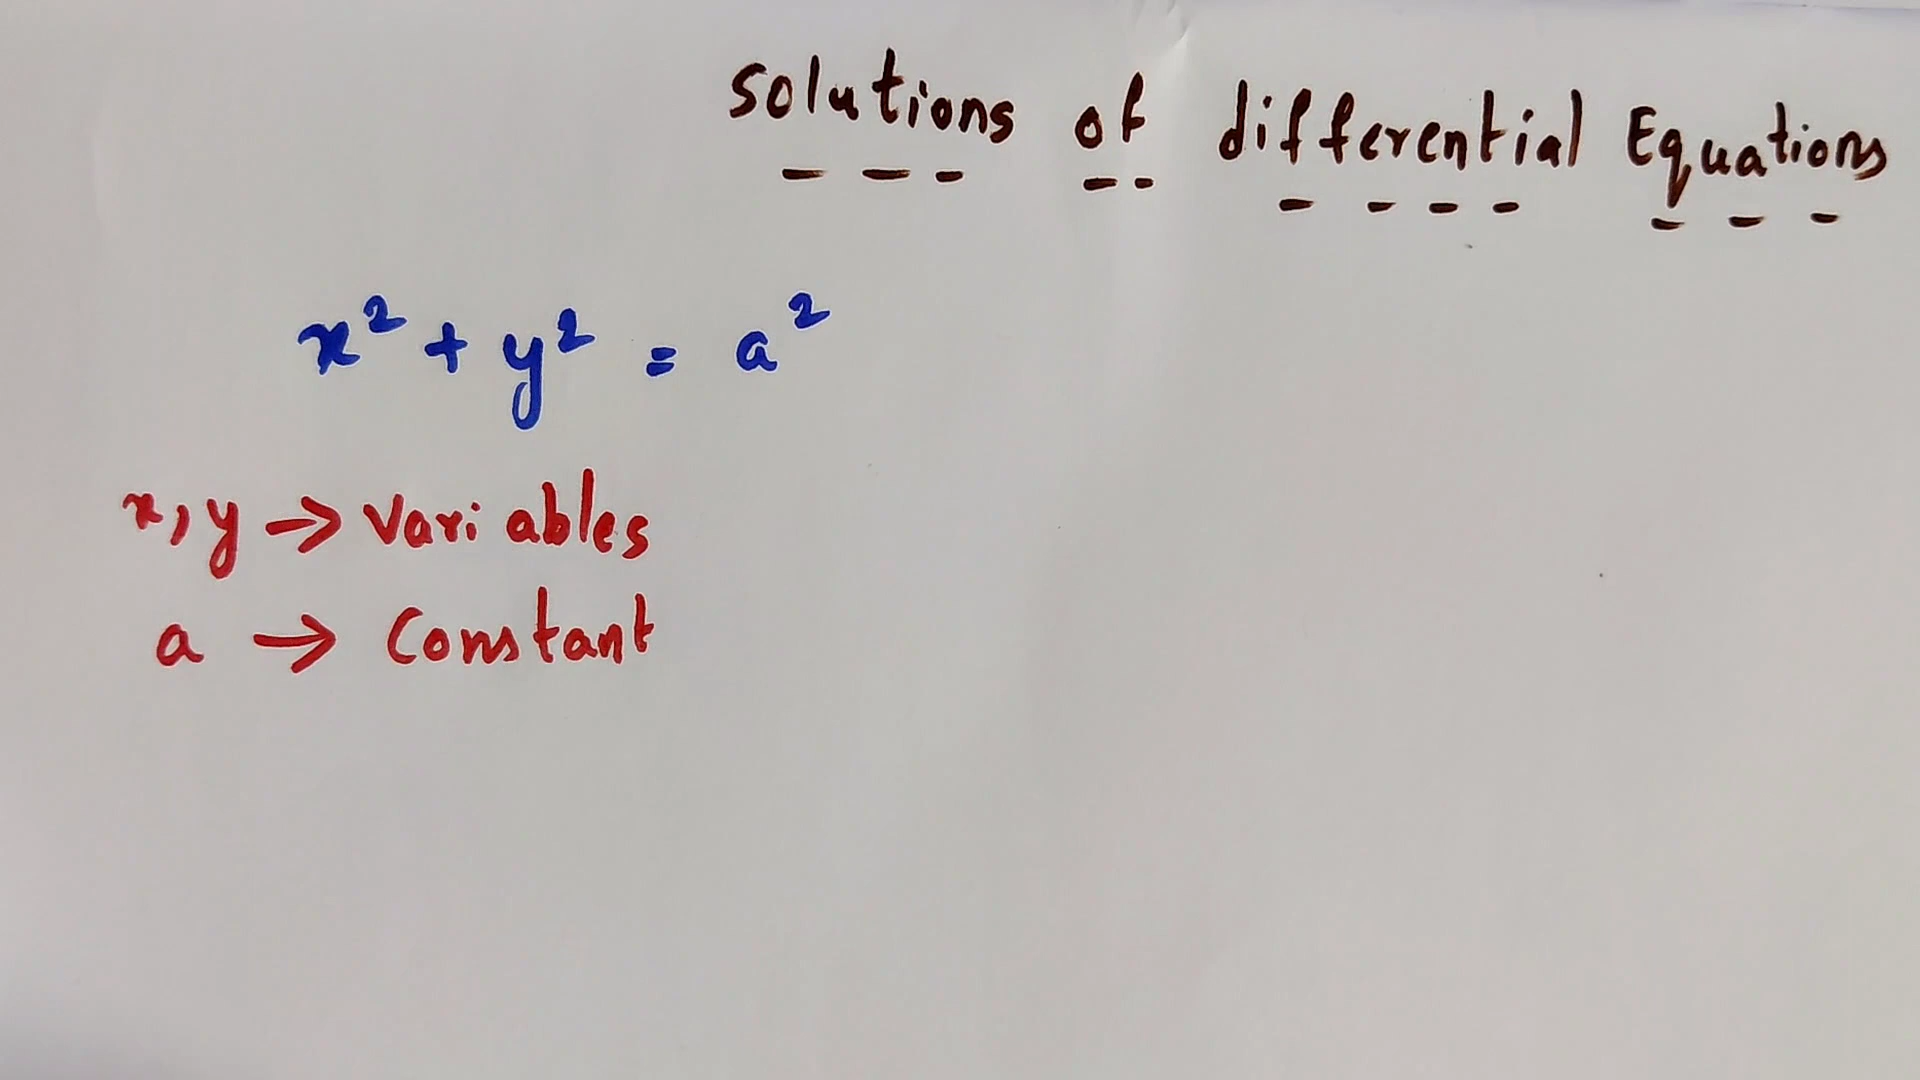 Solutions of differential Equations
x² + y² = a²
x, y → Variables
a → Constant